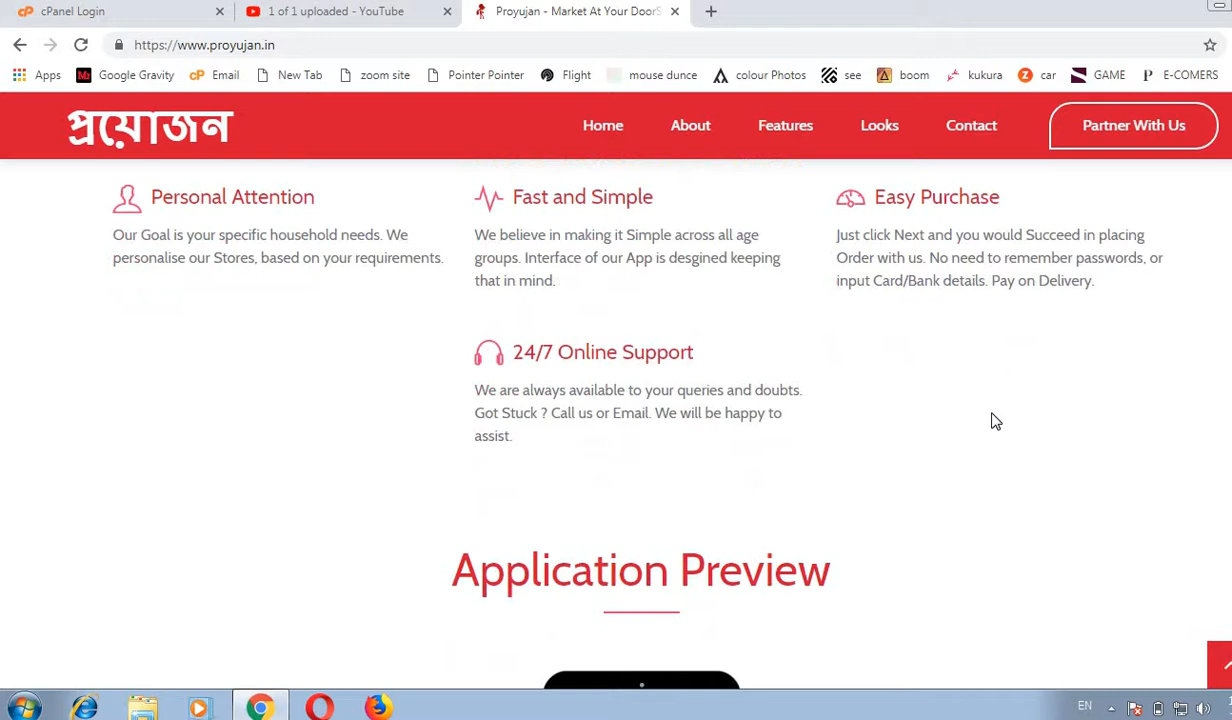 cPanel Login
1 of 1 uploaded - YouTube
Proyujan - Market At Your DoorS
https://www.proyujan.in
Apps
Google Gravity
Email
New Tab
zoom site
Pointer Pointer
Flight
mouse dunce
colour Photos
see
boom
kukura
car
GAME
E-COMERS
প্রয়োজন
Home
About
Features
Looks
Contact
Partner With Us
Personal Attention
Our Goal is your specific household needs. We
personalise our Stores, based on your requirements.
Fast and Simple
We believe in making it Simple across all age
groups. Interface of our App is desgined keeping
that in mind.
Easy Purchase
Just click Next and you would Succeed in placing
Order with us. No need to remember passwords, or
input Card/Bank details. Pay on Delivery.
24/7 Online Support
We are always available to your queries and doubts.
Got Stuck ? Call us or Email. We will be happy to
assist.
Application Preview
EN